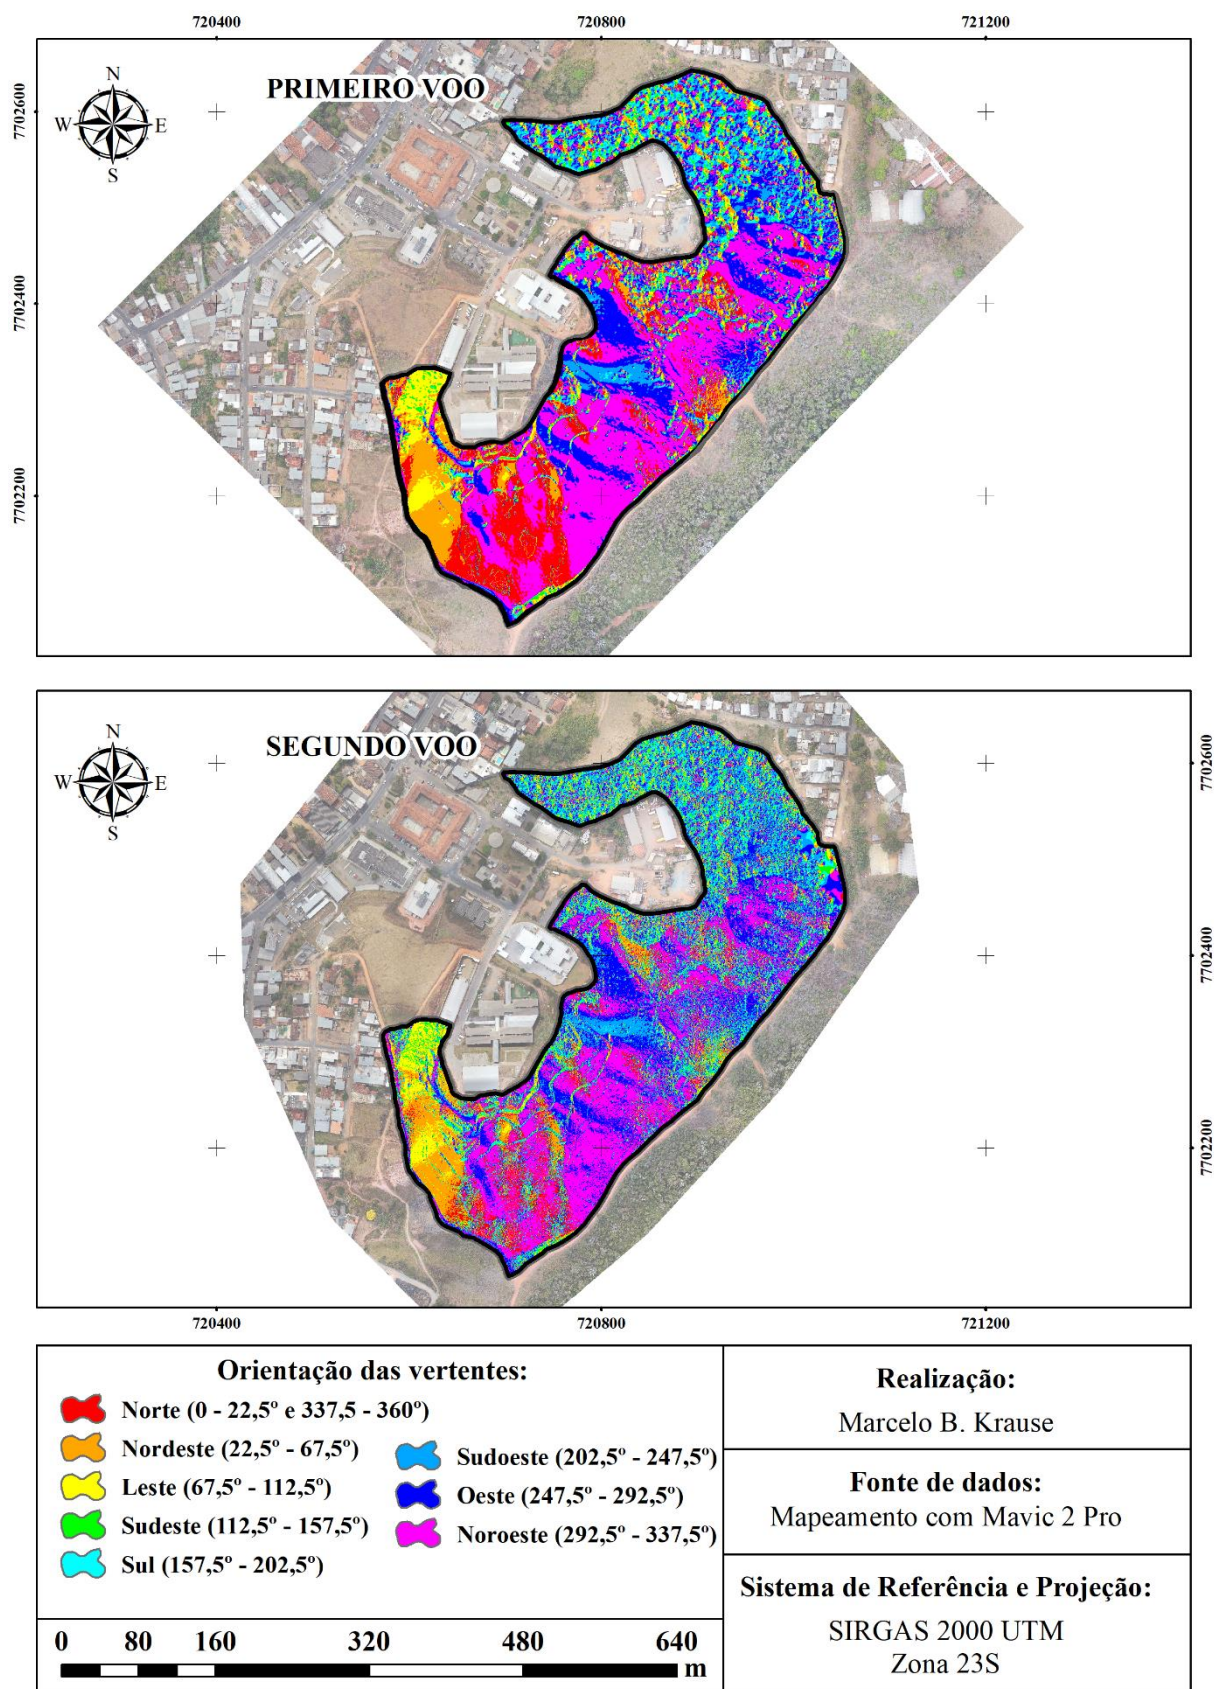 720400 720800 721200
N
W E
S
PRIMEIRO VOO
7702600
7702400
7702200
N
W E
S
SEGUNDO VOO
7702600
7702400
7702200
720400 720800 721200
Orientação das vertentes:
Norte (0 - 22,5º e 337,5 - 360º)
Nordeste (22,5º - 67,5º)
Leste (67,5º - 112,5º)
Sudeste (112,5º - 157,5º)
Sul (157,5º - 202,5º)
Sudoeste (202,5º - 247,5º)
Oeste (247,5º - 292,5º)
Noroeste (292,5º - 337,5º)
0 80 160 320 480 640
m
Realização:
Marcelo B. Krause
Fonte de dados:
Mapeamento com Mavic 2 Pro
Sistema de Referência e Projeção:
SIRGAS 2000 UTM
Zona 23S